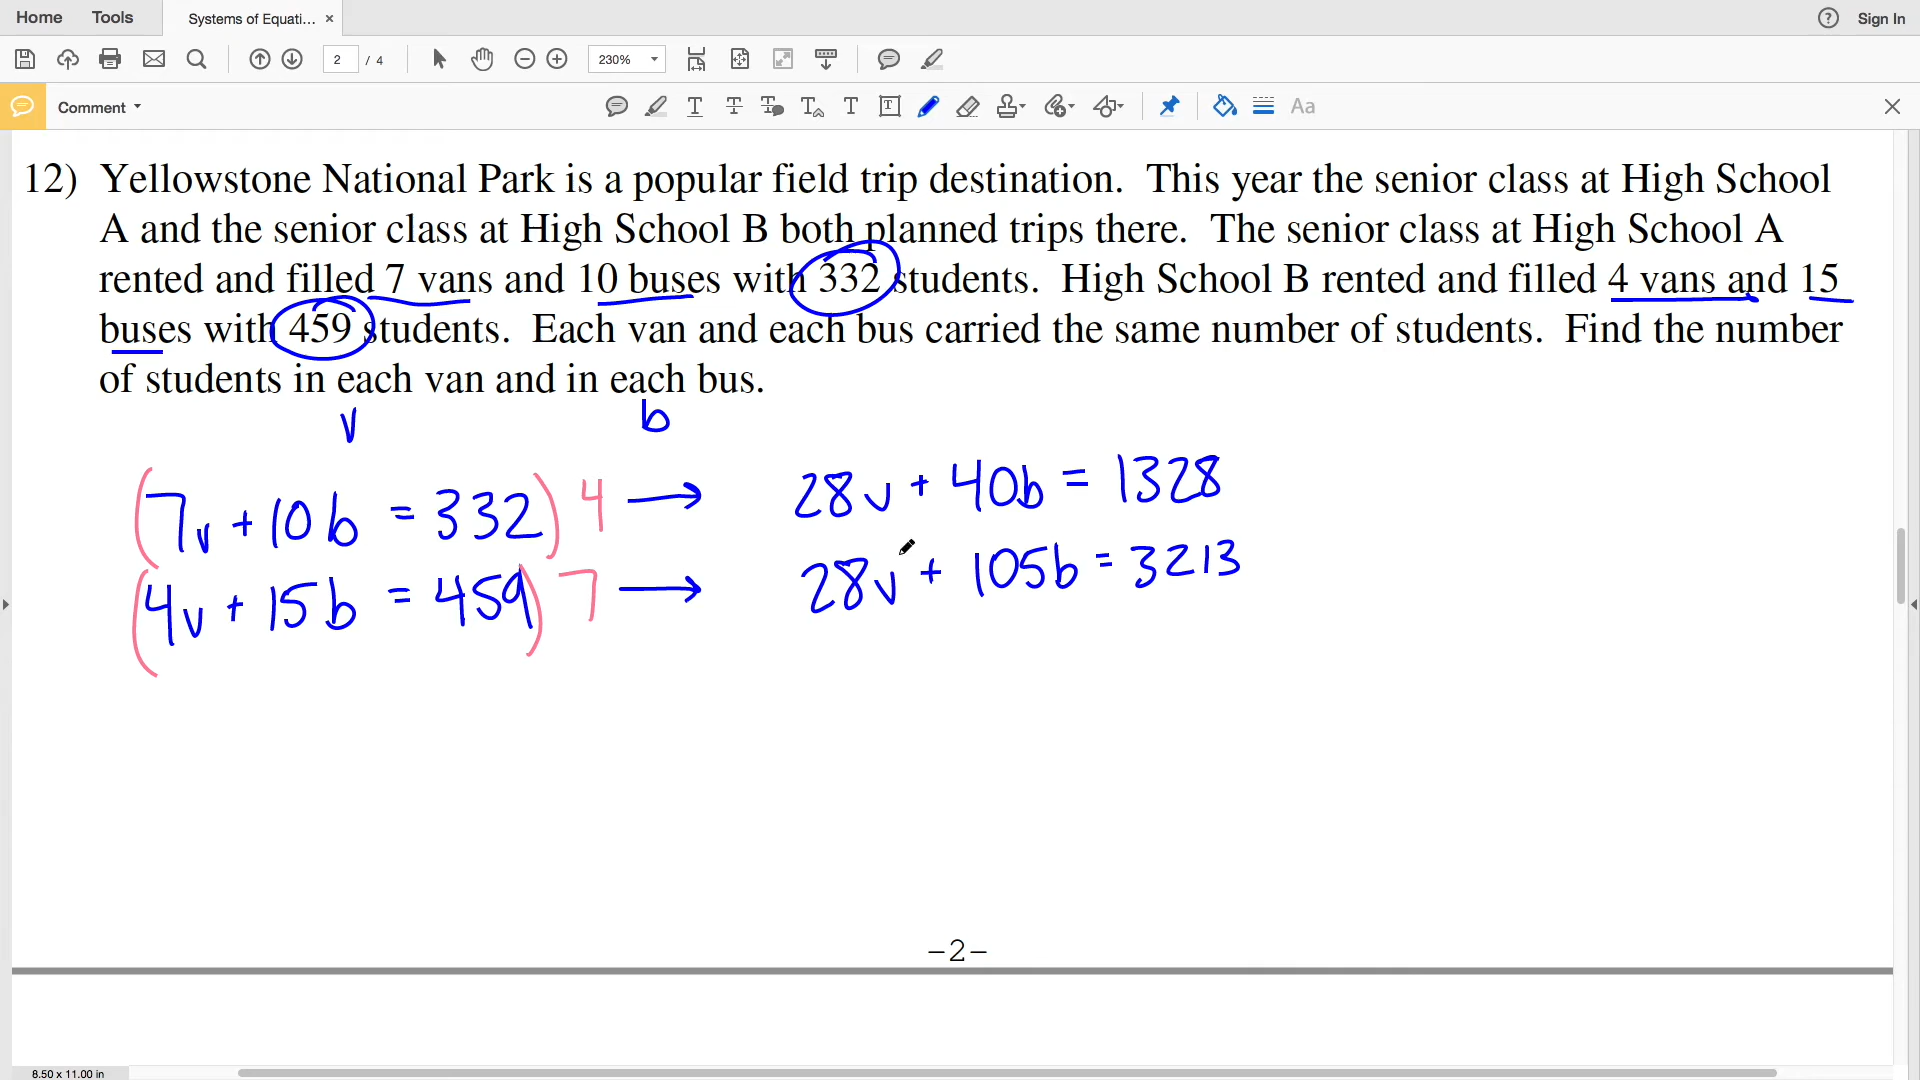 Home Tools Systems of Equati... × ? Sign In
2 / 4 230%
Comment T T T T T T Aa
12) Yellowstone National Park is a popular field trip destination. This year the senior class at High School
A and the senior class at High School B both planned trips there. The senior class at High School A
rented and filled 7 vans and 10 buses with 332 students. High School B rented and filled 4 vans and 15
buses with 459 students. Each van and each bus carried the same number of students. Find the number
of students in each van and in each bus.
v b
(7v + 10b = 332) 4 → 28v + 40b = 1328
(4v + 15b = 459) 7 → 28v + 105b = 3213
-2-
8.50 x 11.00 in